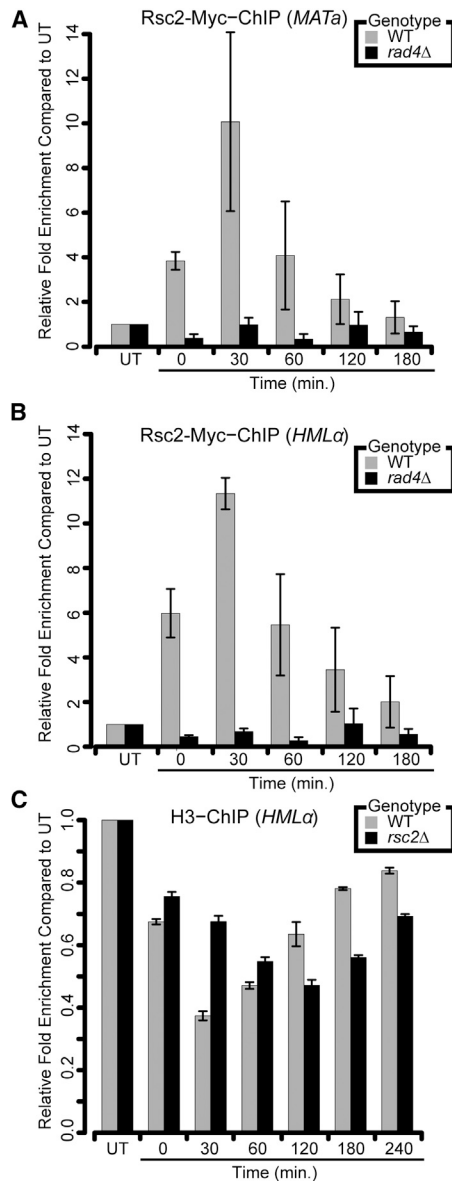 A
Rsc2-Myc−ChIP (MATa)
Genotype
WT
rad4Δ
Relative Fold Enrichment Compared to UT
14
12
10
8
6
4
2
0
UT 0 30 60 120 180
Time (min.)
B
Rsc2-Myc−ChIP (HMLα)
Genotype
WT
rad4Δ
Relative Fold Enrichment Compared to UT
14
12
10
8
6
4
2
0
UT 0 30 60 120 180
Time (min.)
C
H3−ChIP (HMLα)
Genotype
WT
rsc2Δ
Relative Fold Enrichment Compared to UT
1.0
0.8
0.6
0.4
0.2
0.0
UT 0 30 60 120 180 240
Time (min.)